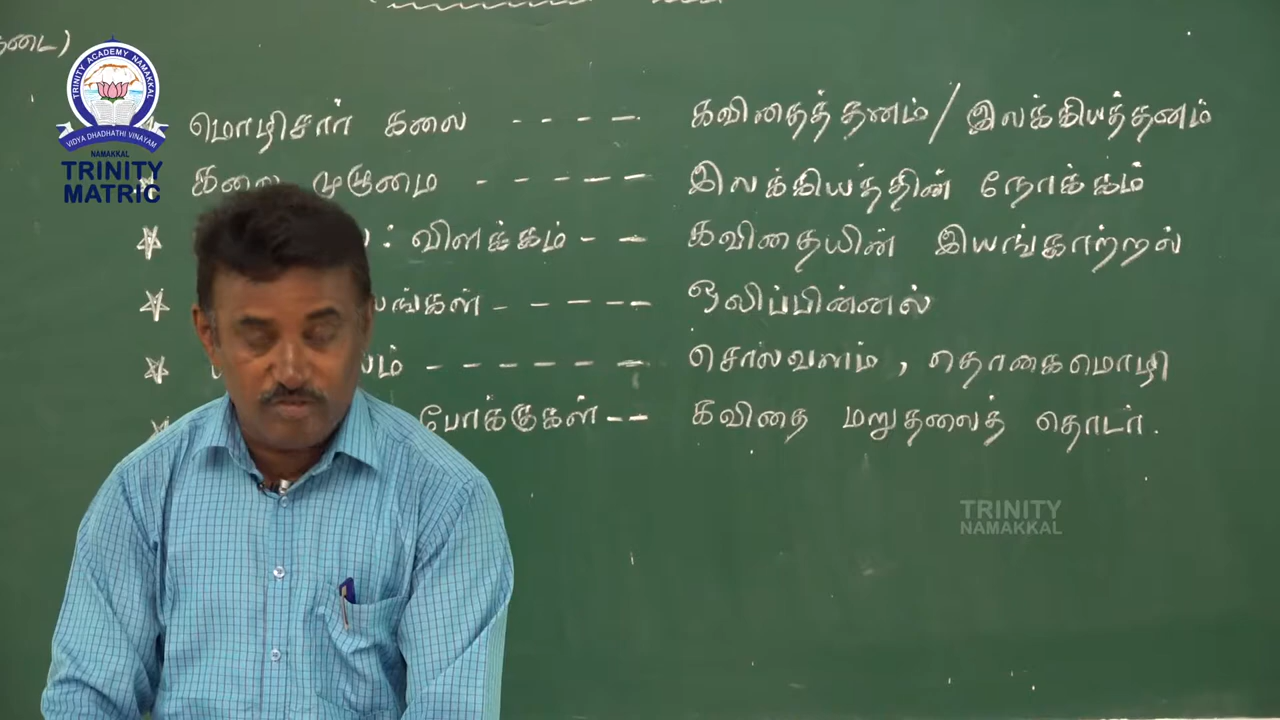 TRINITY ACADEMY NAMAKKAL
VIDYA DHADHATHI VINAYAM
NAMAKKAL
TRINITY
MATRIC
மொழிசார் கலை - - - - கவிதைத்தனம் / இலக்கியத்தனம்
கலை முழுமை - - - - - இலக்கியத்தின் நோக்கம்
: விளக்கம் - - கவிதையின் இயங்காற்றல்
- - - - - ஒலிப்பின்னல்
- - - - - - - சொல்வளம் , தொகைமொழி
போக்குகள் - - கவிதை மறுதலைத் தொடர் .
TRINITY
NAMAKKAL